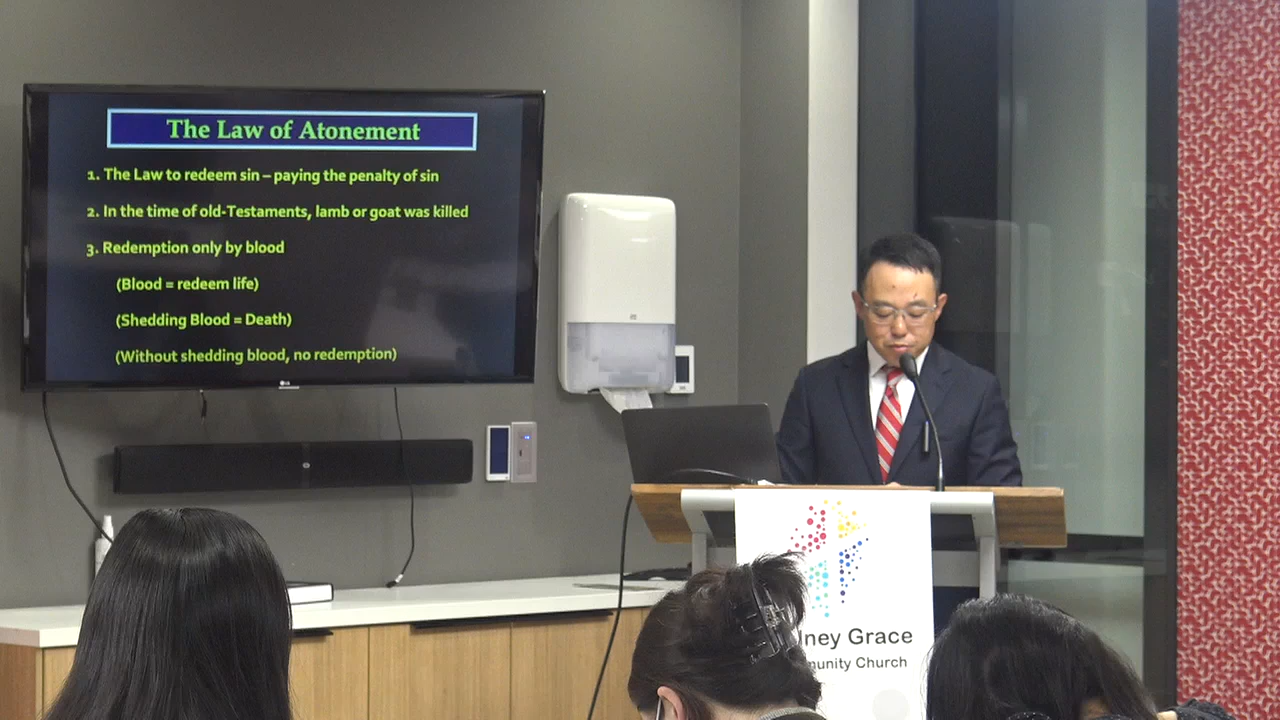 The Law of Atonement
1. The Law to redeem sin – paying the penalty of sin
2. In the time of old-Testaments, lamb or goat was killed
3. Redemption only by blood
(Blood = redeem life)
(Shedding Blood = Death)
(Without shedding blood, no redemption)
LG
Grace
Church